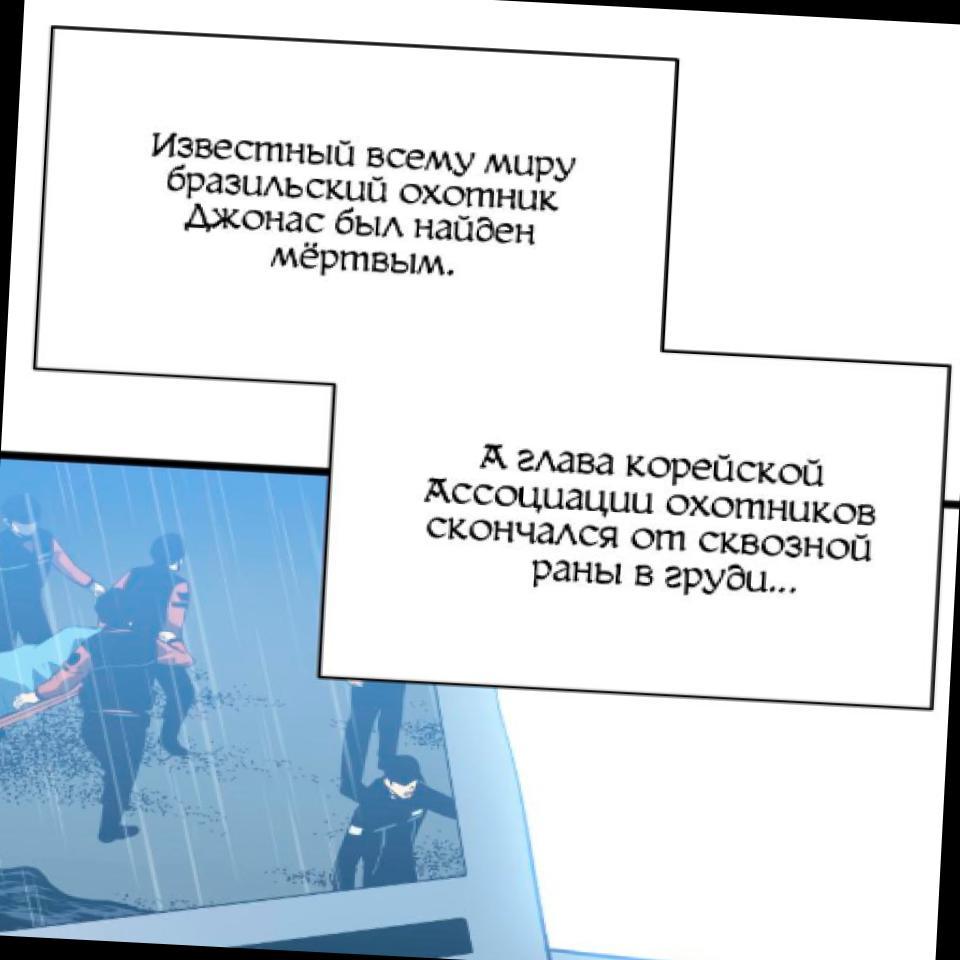 Известный всему миру
бразильский охотник
Джонас был найден
мёртвым.
А глава корейской
Ассоциации охотников
скончался от сквозной
раны в груди...